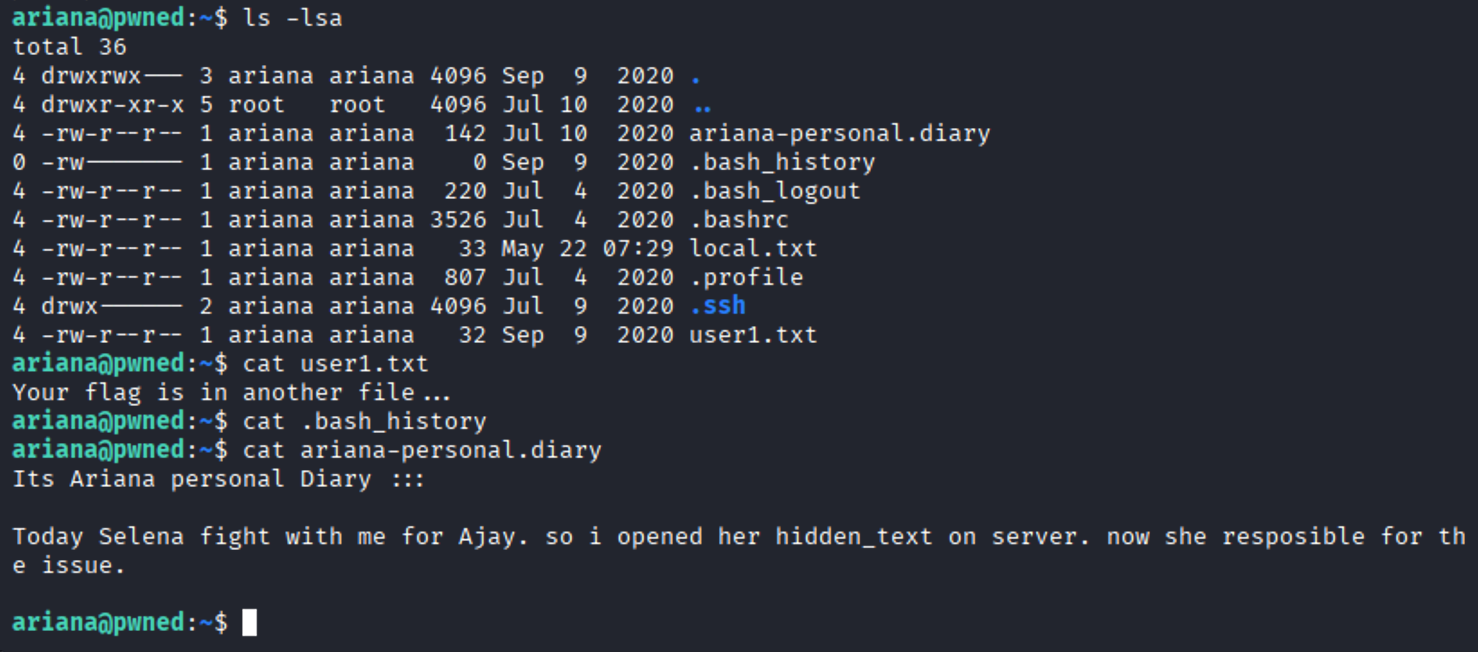 ariana@pwned:~$ ls -lsa
total 36
4 drwxrwx--- 3 ariana ariana 4096 Sep  9  2020 .
4 drwxr-xr-x 5 root   root   4096 Jul 10  2020 ..
4 -rw-r--r-- 1 ariana ariana  142 Jul 10  2020 ariana-personal.diary
0 -rw------- 1 ariana ariana    0 Sep  9  2020 .bash_history
4 -rw-r--r-- 1 ariana ariana  220 Jul  4  2020 .bash_logout
4 -rw-r--r-- 1 ariana ariana 3526 Jul  4  2020 .bashrc
4 -rw-r--r-- 1 ariana ariana   33 May 22 07:29 local.txt
4 -rw-r--r-- 1 ariana ariana  807 Jul  4  2020 .profile
4 drwx------ 2 ariana ariana 4096 Jul  9  2020 .ssh
4 -rw-r--r-- 1 ariana ariana   32 Sep  9  2020 user1.txt
ariana@pwned:~$ cat user1.txt
Your flag is in another file...
ariana@pwned:~$ cat .bash_history
ariana@pwned:~$ cat ariana-personal.diary
Its Ariana personal Diary :::
Today Selena fight with me for Ajay. so i opened her hidden_text on server. now she resposible for th
e issue.
ariana@pwned:~$